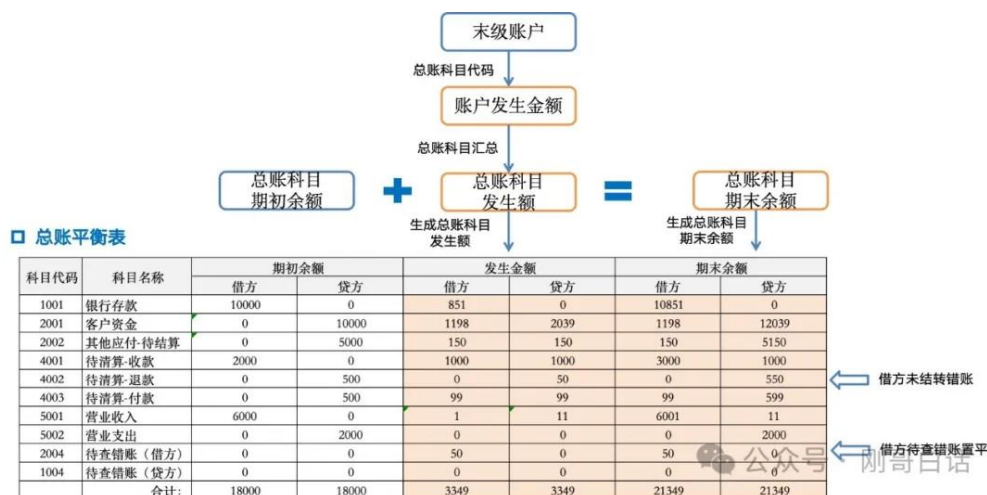 末级账户
总账科目代码
账户发生金额
总账科目汇总
总账科目
期初余额
总账科目
发生额
总账科目
期末余额
生成总账科目
发生额
生成总账科目
期末余额
总账平衡表
科目代码 科目名称 期初余额 发生金额 期末余额
借方 贷方 借方 贷方 借方 贷方
1001 银行存款 10000 0 851 0 10851 0
2001 客户资金 0 10000 1198 2039 1198 12039
2002 其他应付-待结算 0 5000 150 150 150 5150
4001 待清算-收款 2000 0 1000 1000 3000 1000
4002 待清算-退款 0 500 0 50 0 550
借方未结转错账
4003 待清算-付款 0 500 99 99 99 599
5001 营业收入 6000 0 1 11 6001 11
5002 营业支出 0 2000 0 0 0 2000
2004 待查错账（借方） 0 0 50 0 50 0
借方待查错账置平
1004 待查错账（贷方） 0 0 0 0 0 0
公众号 刚哥白话
合计: 18000 18000 3349 3349 21349 21349